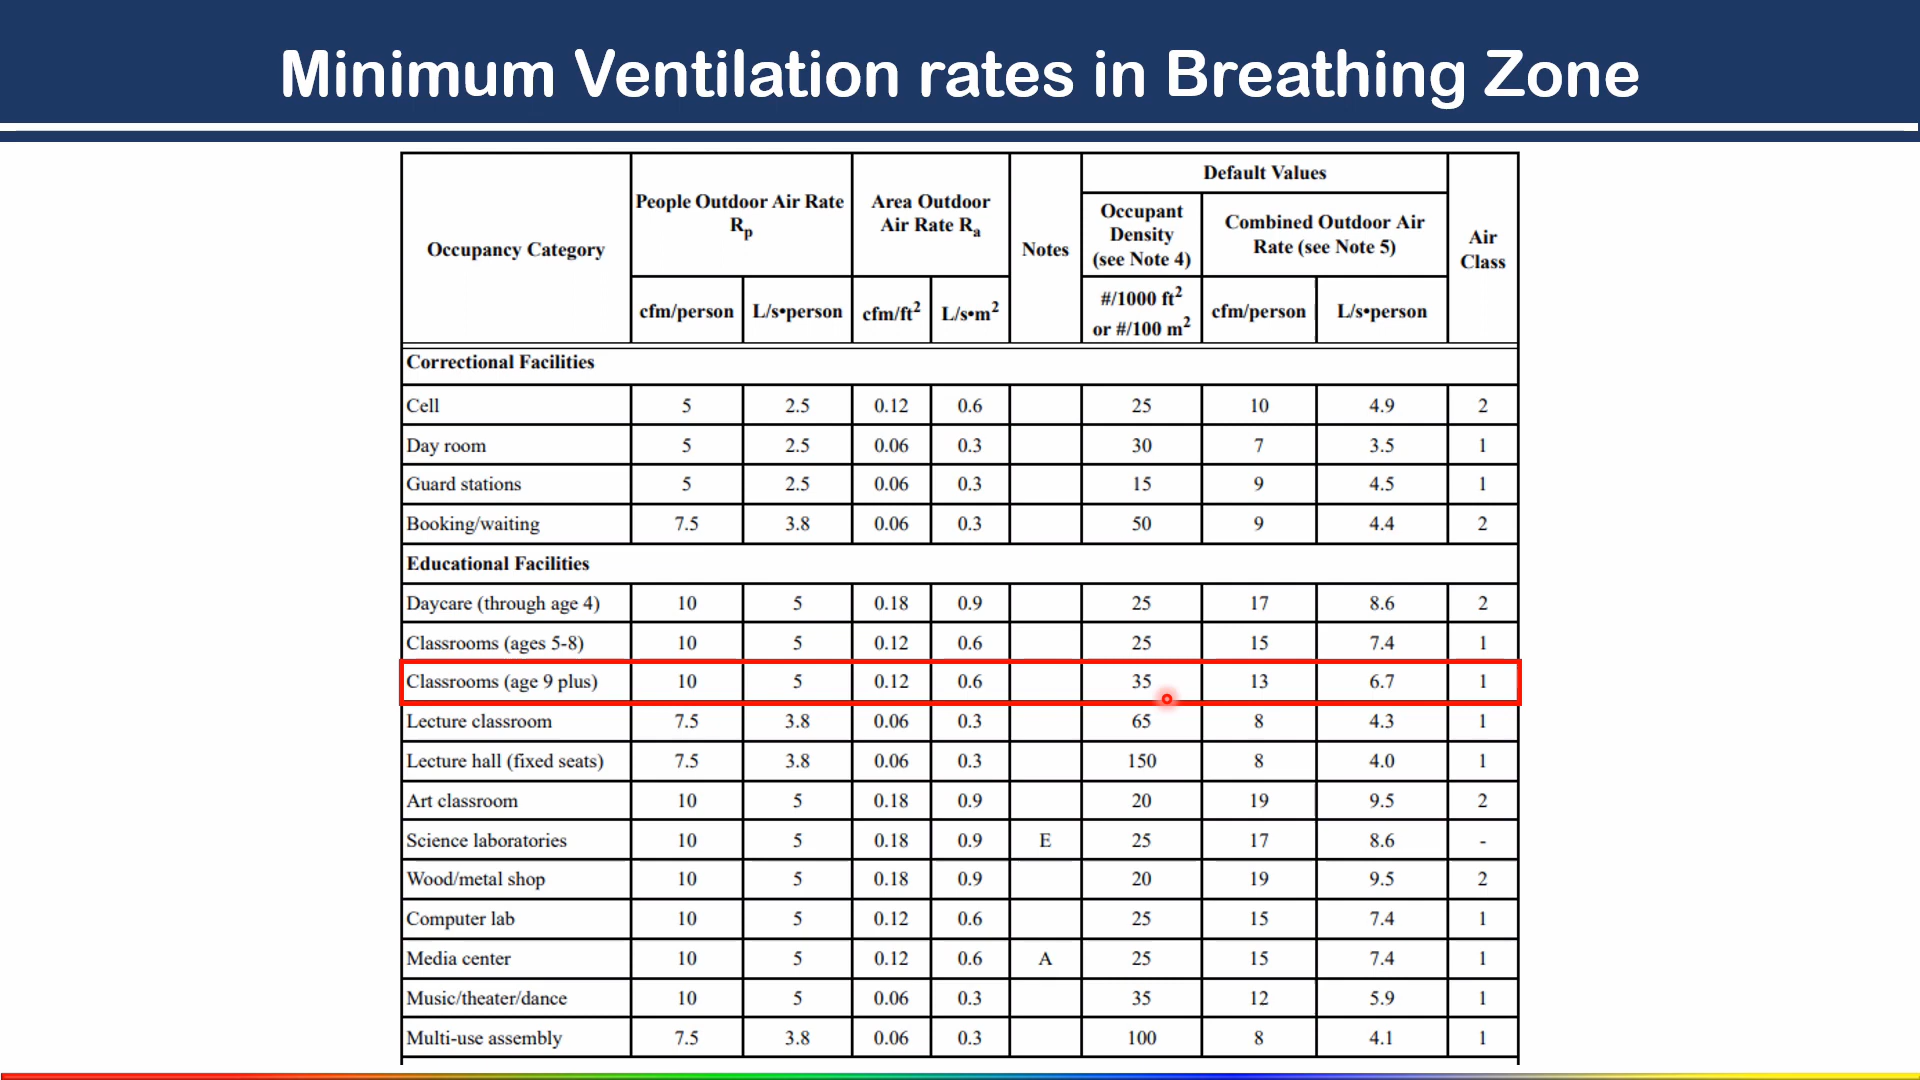 Minimum Ventilation rates in Breathing Zone
Occupancy Category
People Outdoor Air Rate
Rp
Area Outdoor
Air Rate Ra
Notes
Default Values
Occupant
Density
(see Note 4)
Combined Outdoor Air
Rate (see Note 5)
Air
Class
cfm/person L/s•person cfm/ft² L/s•m² #/1000 ft² cfm/person L/s•person
or #/100 m²
Correctional Facilities
Cell 5 2.5 0.12 0.6 25 10 4.9 2
Day room 5 2.5 0.06 0.3 30 7 3.5 1
Guard stations 5 2.5 0.06 0.3 15 9 4.5 1
Booking/waiting 7.5 3.8 0.06 0.3 50 9 4.4 2
Educational Facilities
Daycare (through age 4) 10 5 0.18 0.9 25 17 8.6 2
Classrooms (ages 5-8) 10 5 0.12 0.6 25 15 7.4 1
Classrooms (age 9 plus) 10 5 0.12 0.6 35 13 6.7 1
Lecture classroom 7.5 3.8 0.06 0.3 65 8 4.3 1
Lecture hall (fixed seats) 7.5 3.8 0.06 0.3 150 8 4.0 1
Art classroom 10 5 0.18 0.9 20 19 9.5 2
Science laboratories 10 5 0.18 0.9 E 25 17 8.6 -
Wood/metal shop 10 5 0.18 0.9 20 19 9.5 2
Computer lab 10 5 0.12 0.6 25 15 7.4 1
Media center 10 5 0.12 0.6 A 25 15 7.4 1
Music/theater/dance 10 5 0.06 0.3 35 12 5.9 1
Multi-use assembly 7.5 3.8 0.06 0.3 100 8 4.1 1